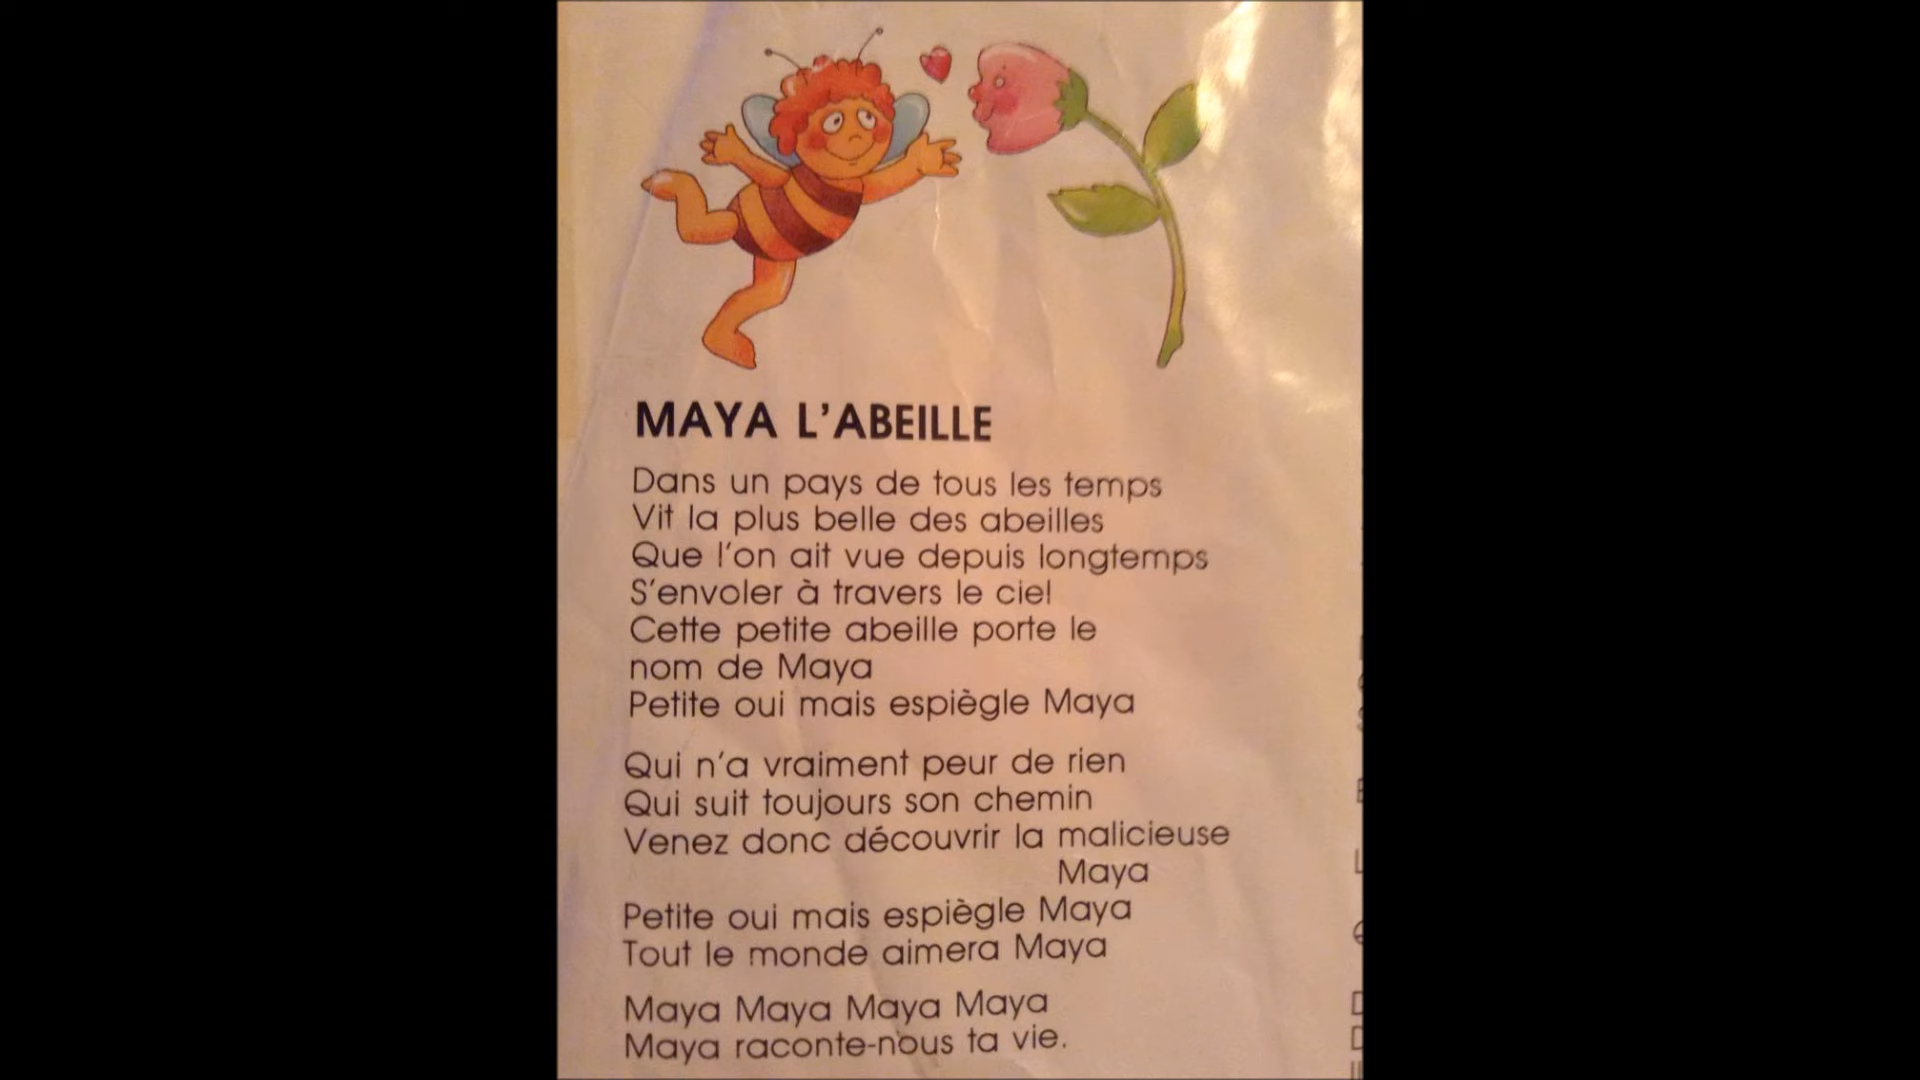 MAYA L'ABEILLE
Dans un pays de tous les temps
Vit la plus belle des abeilles
Que l'on ait vue depuis longtemps
S'envoler à travers le ciel
Cette petite abeille porte le
nom de Maya
Petite oui mais espiègle Maya
Qui n'a vraiment peur de rien
Qui suit toujours son chemin
Venez donc découvrir la malicieuse
Maya
Petite oui mais espiègle Maya
Tout le monde aimera Maya
Maya Maya Maya Maya
Maya raconte-nous ta vie.